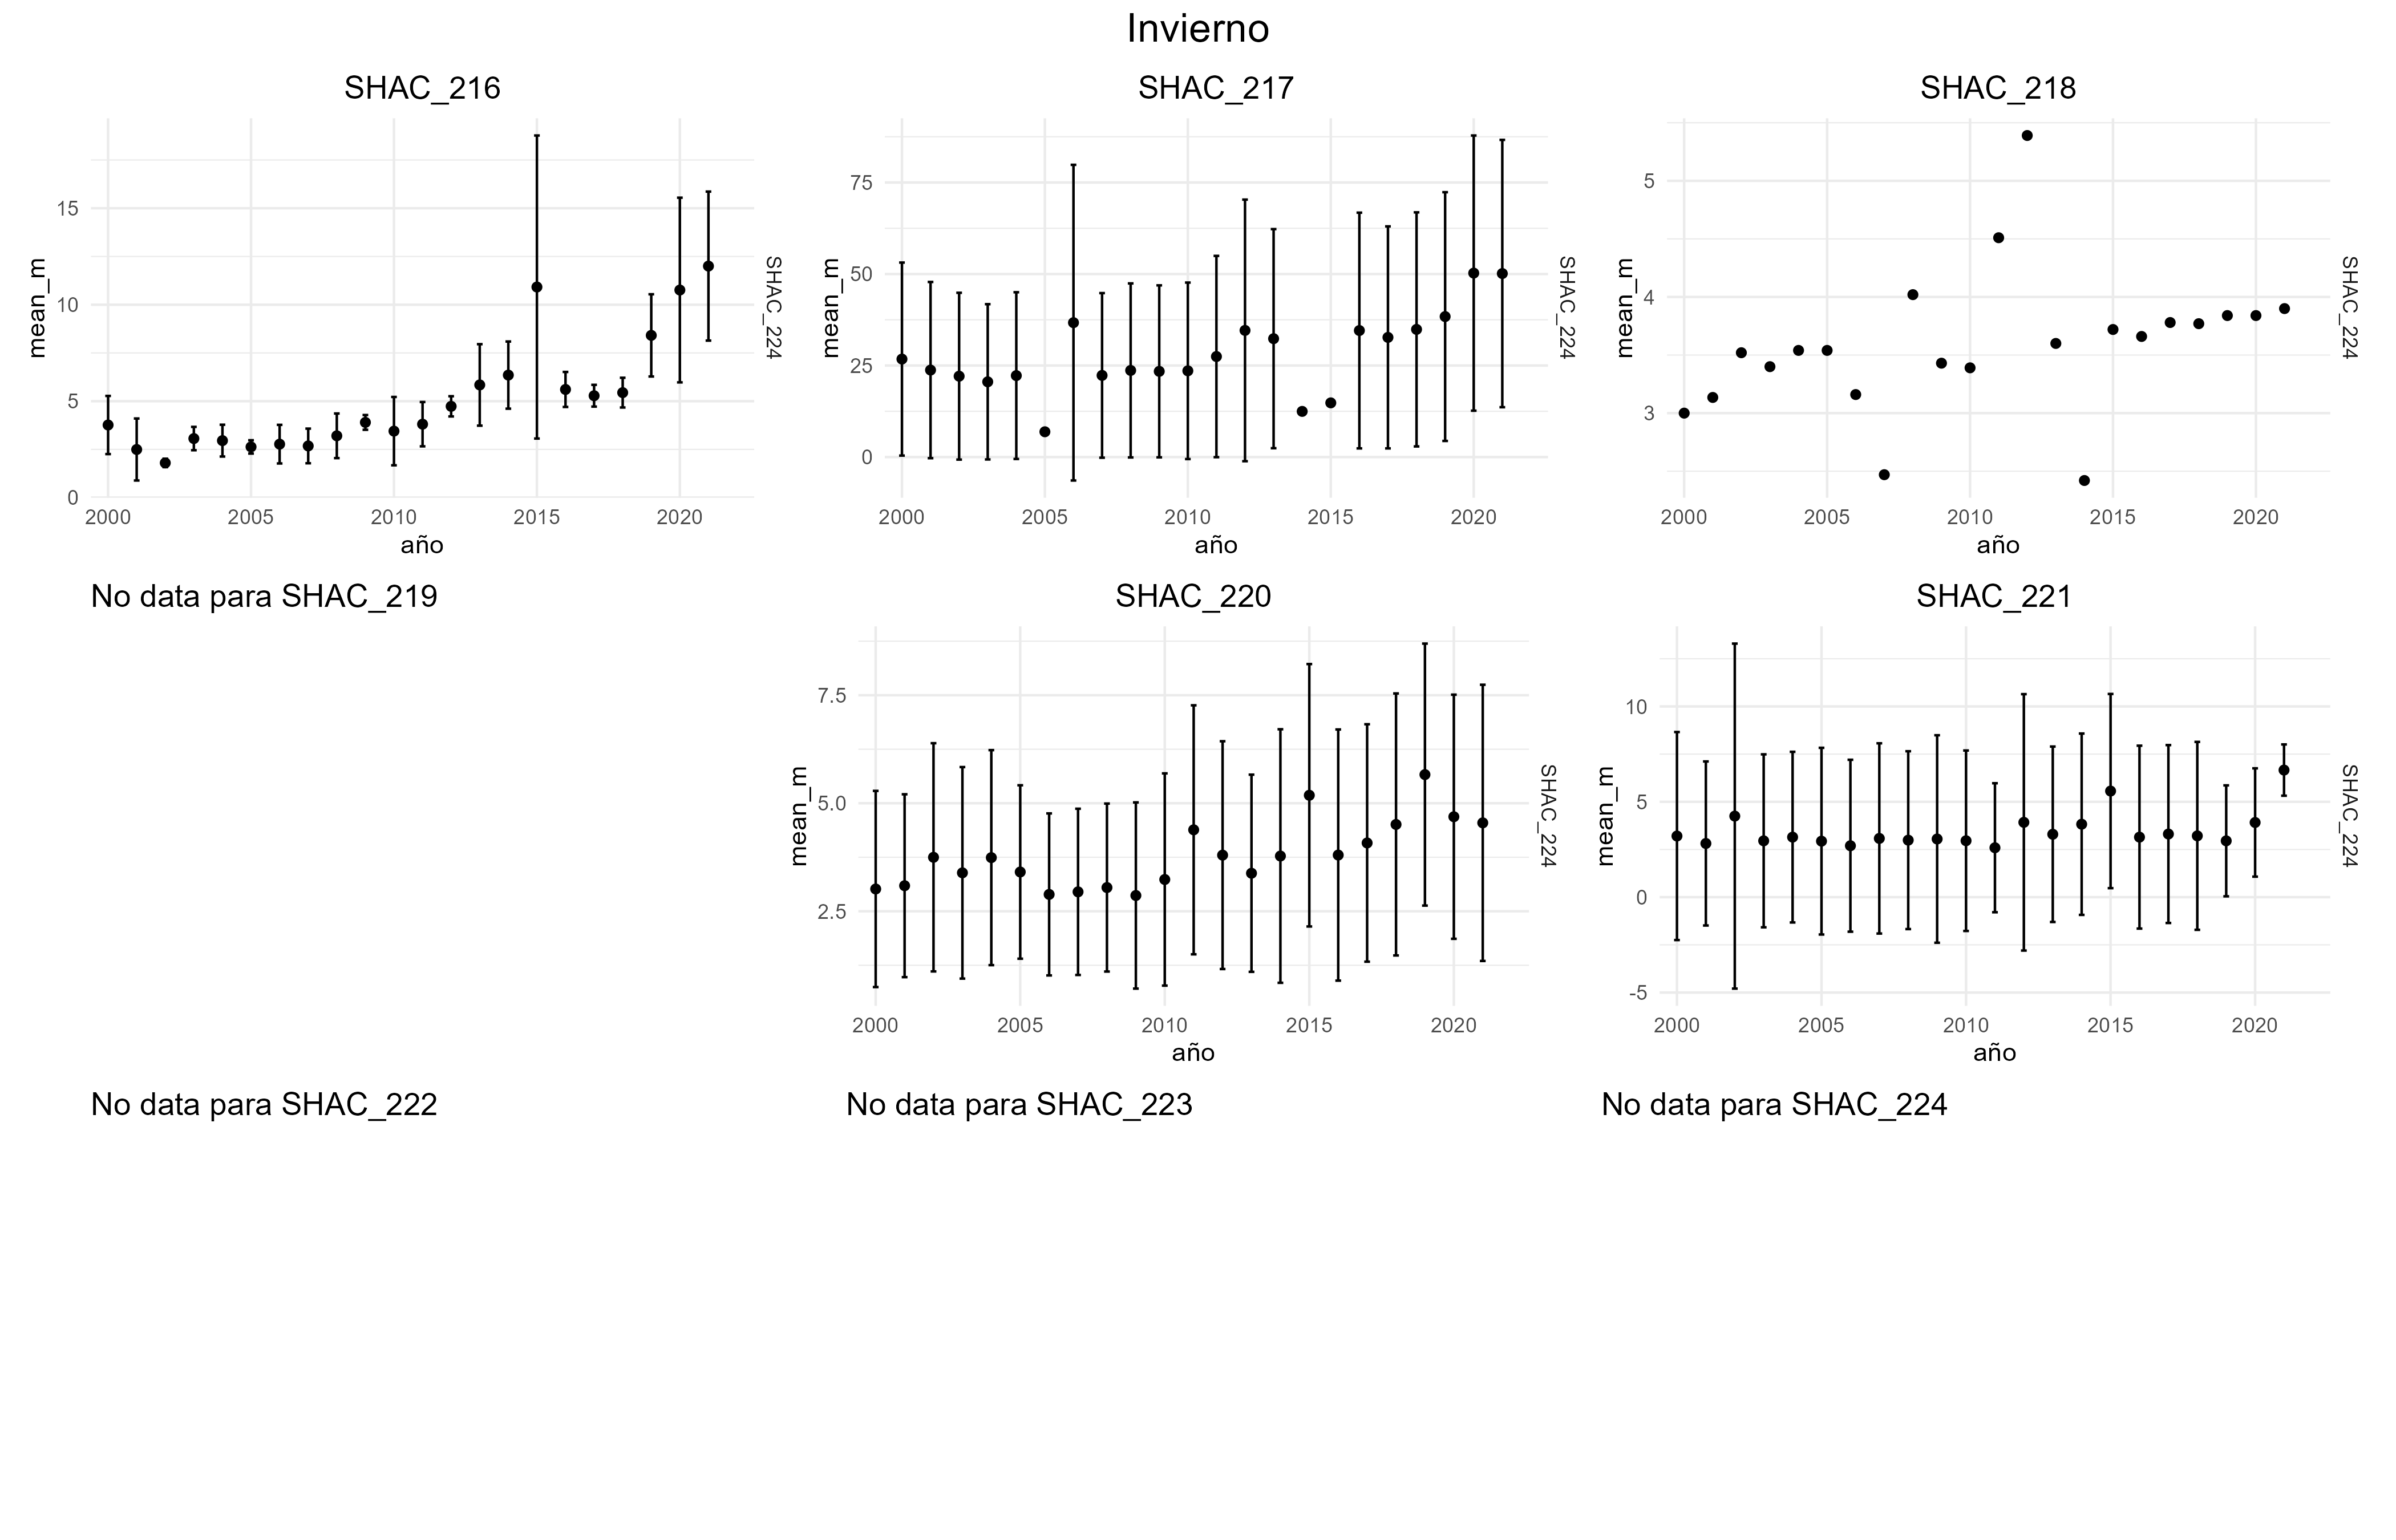 Invierno
SHAC_216
SHAC_217
SHAC_218
mean_m
15
10
5
0
2000 2005 2010 2015 2020
año
SHAC_224
mean_m
75
50
25
0
2000 2005 2010 2015 2020
año
SHAC_224
mean_m
5
4
3
2000 2005 2010 2015 2020
año
SHAC_224
No data para SHAC_219
SHAC_220
SHAC_221
mean_m
7.5
5.0
2.5
2000 2005 2010 2015 2020
año
SHAC_224
mean_m
10
5
0
-5
2000 2005 2010 2015 2020
año
SHAC_224
No data para SHAC_222
No data para SHAC_223
No data para SHAC_224